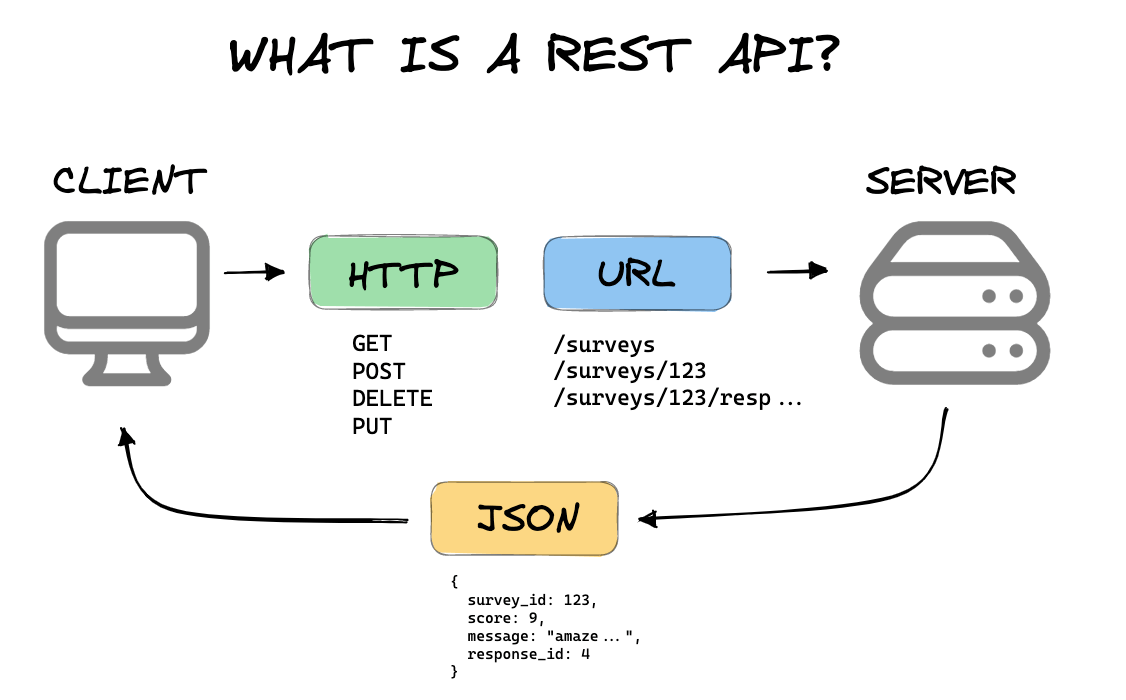 WHAT IS A REST API?
CLIENT
SERVER
HTTP
URL
GET
POST
DELETE
PUT
/surveys
/surveys/123
/surveys/123/resp...
JSON
{
survey_id: 123,
score: 9,
message: "amaze...",
response_id: 4
}